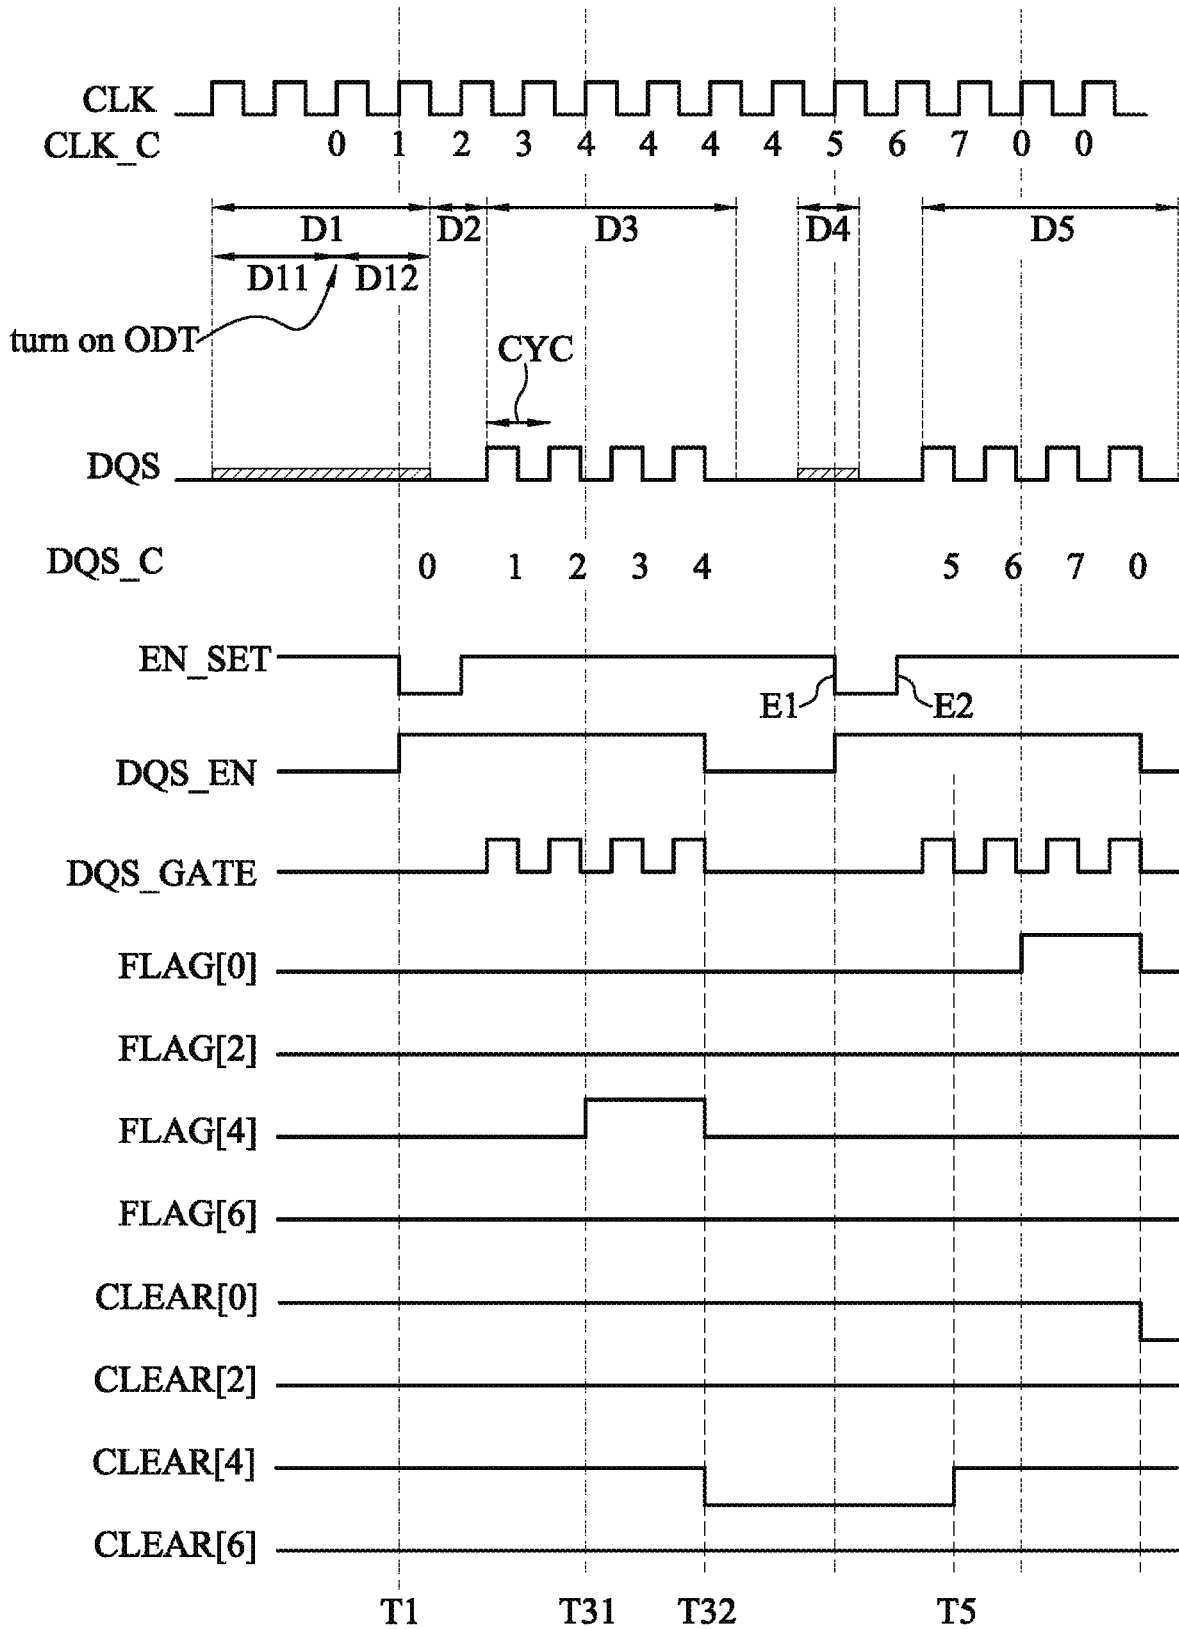 CLK
CLK_C 0 1 2 3 4 4 4 4 5 6 7 0 0
D1 D2 D3 D4 D5
D11 D12
turn on ODT
CYC
DQS
DQS_C 0 1 2 3 4 5 6 7 0
EN_SET
E1 E2
DQS_EN
DQS_GATE
FLAG[0]
FLAG[2]
FLAG[4]
FLAG[6]
CLEAR[0]
CLEAR[2]
CLEAR[4]
CLEAR[6]
T1 T31 T32 T5